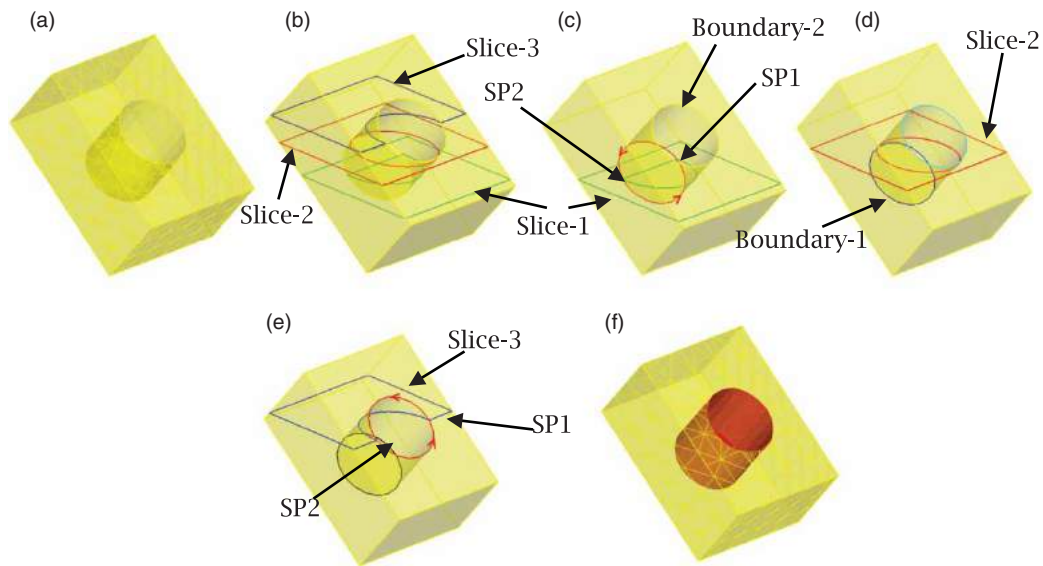 (a)
(b)
(c)
(d)
Slice-3
Boundary-2
Slice-2
SP2
SP1
Slice-2
Slice-1
Boundary-1
(e)
(f)
Slice-3
SP1
SP2